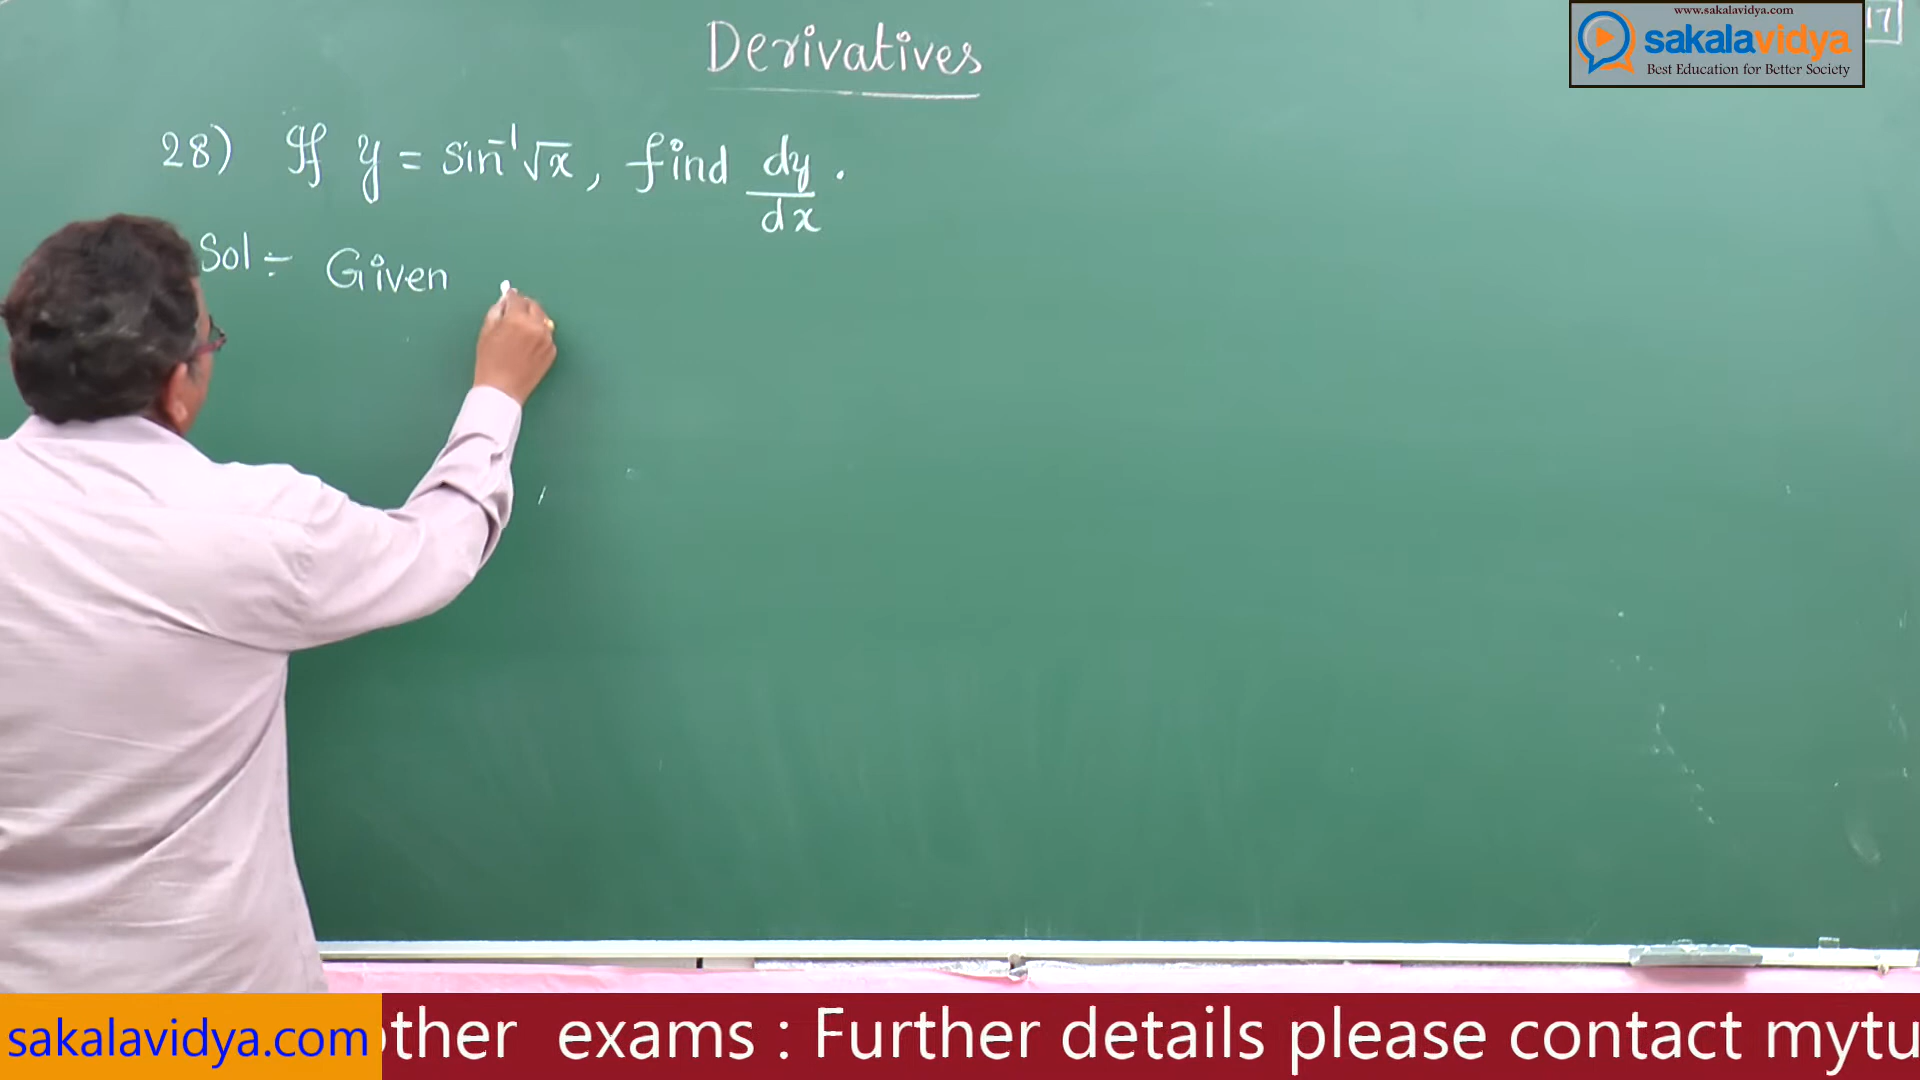 Derivatives
17
www.sakalavidya.com
sakalavidya
Best Education for Better Society
28) If y = sin⁻¹√x, find dy/dx.
Sol ÷ Given
sakalavidya.com
other exams : Further details please contact mytu